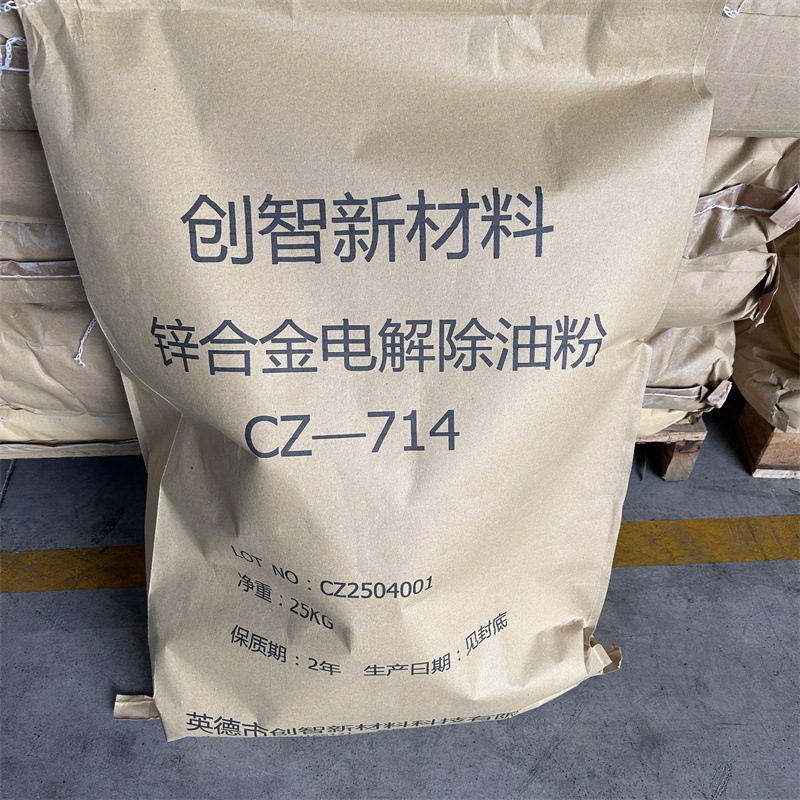 创智新材料
锌合金电解除油粉
CZ—714
LOT NO：CZ2504001
净重：25KG
保质期：2年 生产日期：见封底
英德市创智新材料科技有限